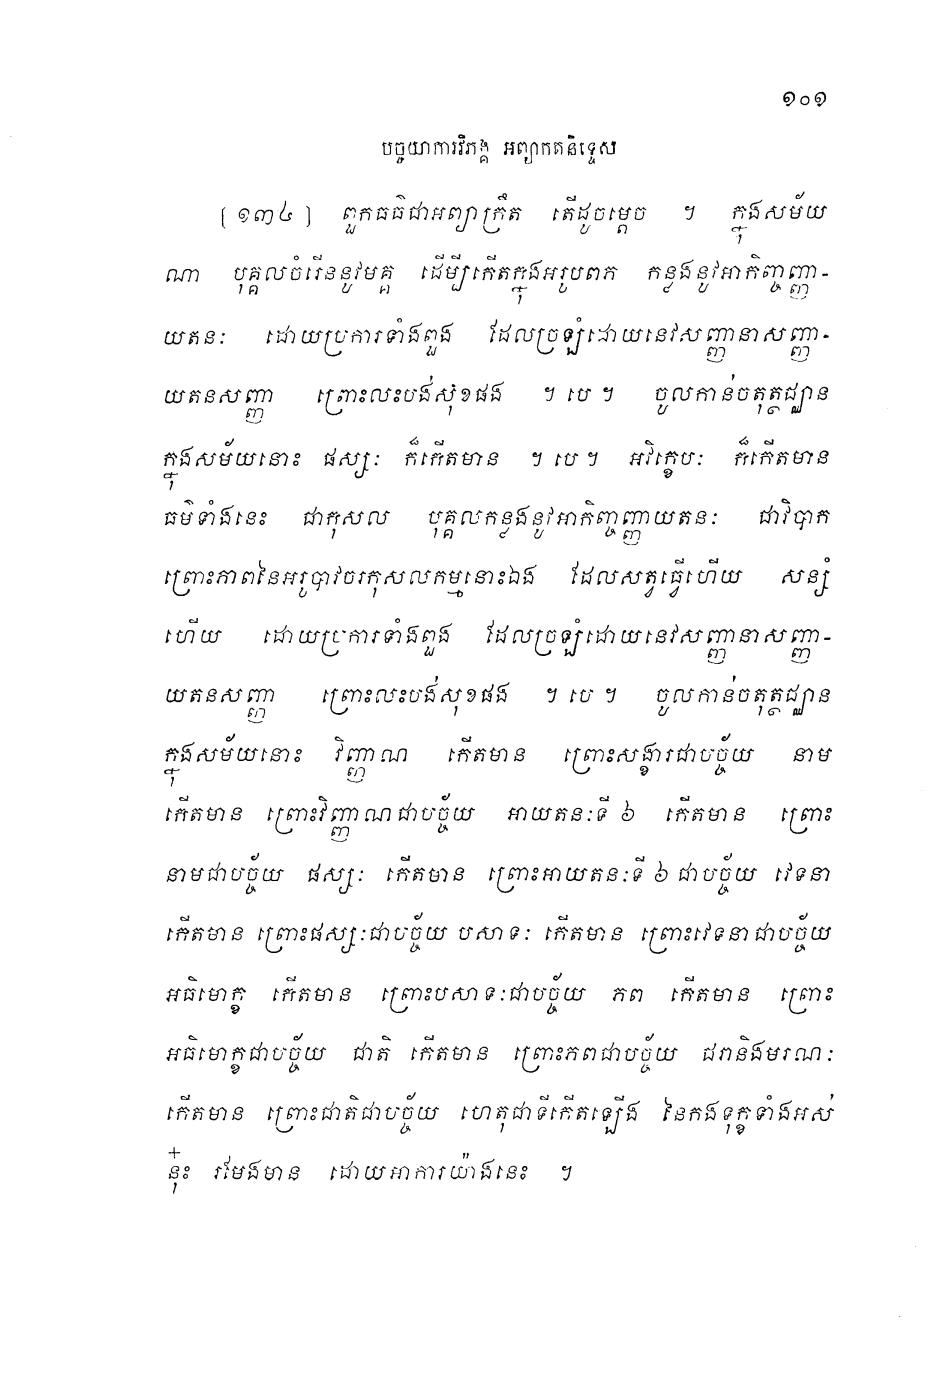 ១០១
បច្ចយាការវិភង្គ អព្យាកតនិទ្ទេស
[១៣៤] ពួកធម៌ជាអព្យាក្រឹត តើដូចម្តេច ។ ក្នុងសម័យ
ណា បុគ្គលចំរើននូវមគ្គ ដើម្បីកើតក្នុងអរូបភព កន្លងនូវអាកិញ្ចញ្ញា-
យតនៈ ដោយប្រការទាំងពួង ដែលច្រឡំដោយនេវសញ្ញានាសញ្ញា-
យតនសញ្ញា ព្រោះលះបង់សុខផង ។ បេ ។ ចូលកាន់ចតុត្ថជ្ឈាន
ក្នុងសម័យនោះ ផស្សៈ ក៏កើតមាន ។ បេ ។ អវិក្ខេបៈ ក៏កើតមាន
ធម៌ទាំងនេះ ជាកុសល បុគ្គលកន្លងនូវអាកិញ្ចញ្ញាយតនៈ ជាវិបាក
ព្រោះភាពនៃអរូបាវចរកុសលកម្មនោះឯង ដែលសត្វធ្វើហើយ សន្សំ
ហើយ ដោយប្រការទាំងពួង ដែលច្រឡំដោយនេវសញ្ញានាសញ្ញា-
យតនសញ្ញា ព្រោះលះបង់សុខផង ។ បេ ។ ចូលកាន់ចតុត្ថជ្ឈាន
ក្នុងសម័យនោះ វិញ្ញាណ កើតមាន ព្រោះសង្ខារជាបច្ច័យ នាម
កើតមាន ព្រោះវិញ្ញាណជាបច្ច័យ អាយតនៈទី ៦ កើតមាន ព្រោះ
នាមជាបច្ច័យ ផស្សៈ កើតមាន ព្រោះអាយតនៈទី ៦ ជាបច្ច័យ វេទនា
កើតមាន ព្រោះផស្សៈជាបច្ច័យ បសាទៈ កើតមាន ព្រោះវេទនាជាបច្ច័យ
អធិមោក្ខ កើតមាន ព្រោះបសាទៈជាបច្ច័យ ភព កើតមាន ព្រោះ
អធិមោក្ខជាបច្ច័យ ជាតិ កើតមាន ព្រោះភពជាបច្ច័យ ជរានិងមរណៈ
កើតមាន ព្រោះជាតិជាបច្ច័យ ហេតុជាទីកើតឡើង នៃកងទុក្ខទាំងអស់
នុ៎ះ រមែងមាន ដោយអាការយ៉ាងនេះ ។